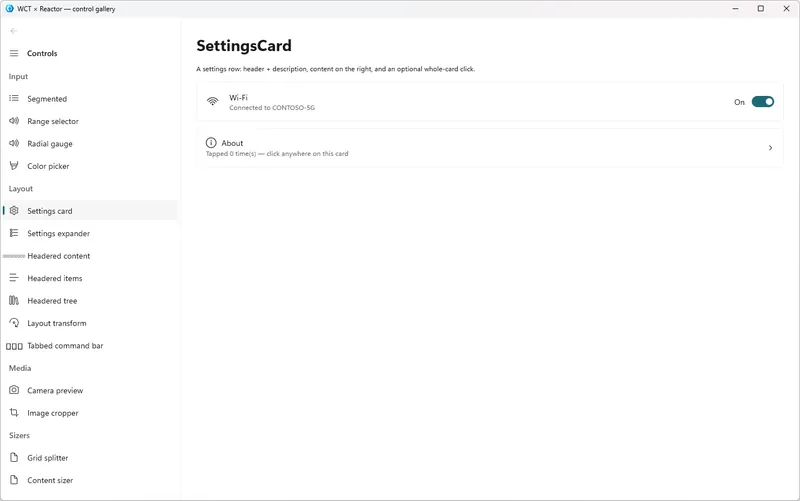 WCT × Reactor — control gallery
Controls
Input
Segmented
Range selector
Radial gauge
Color picker
Layout
Settings card
Settings expander
Headered content
Headered items
Headered tree
Layout transform
Tabbed command bar
Media
Camera preview
Image cropper
Sizers
Grid splitter
Content sizer
SettingsCard
A settings row: header + description, content on the right, and an optional whole-card click.
Wi-Fi
Connected to CONTOSO-5G
On
About
Tapped 0 time(s) — click anywhere on this card